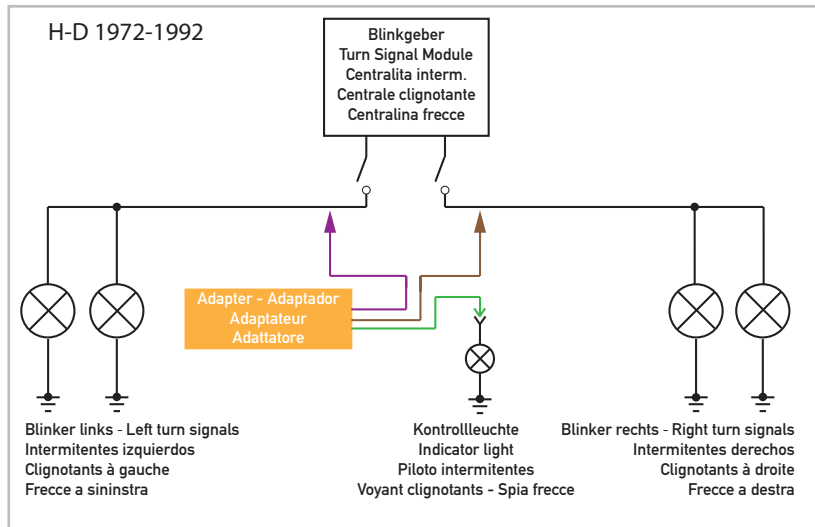 H-D 1972-1992
Blinkgeber
Turn Signal Module
Centralita interm.
Centrale clignotante
Centralina frecce
Adapter - Adaptador
Adaptateur
Adattatore
Blinker links - Left turn signals
Intermitentes izquierdos
Clignotants à gauche
Frecce a sininstra
Kontrollleuchte
Indicator light
Piloto intermitentes
Voyant clignotants - Spia frecce
Blinker rechts - Right turn signals
Intermitentes derechos
Clignotants à droite
Frecce a destra